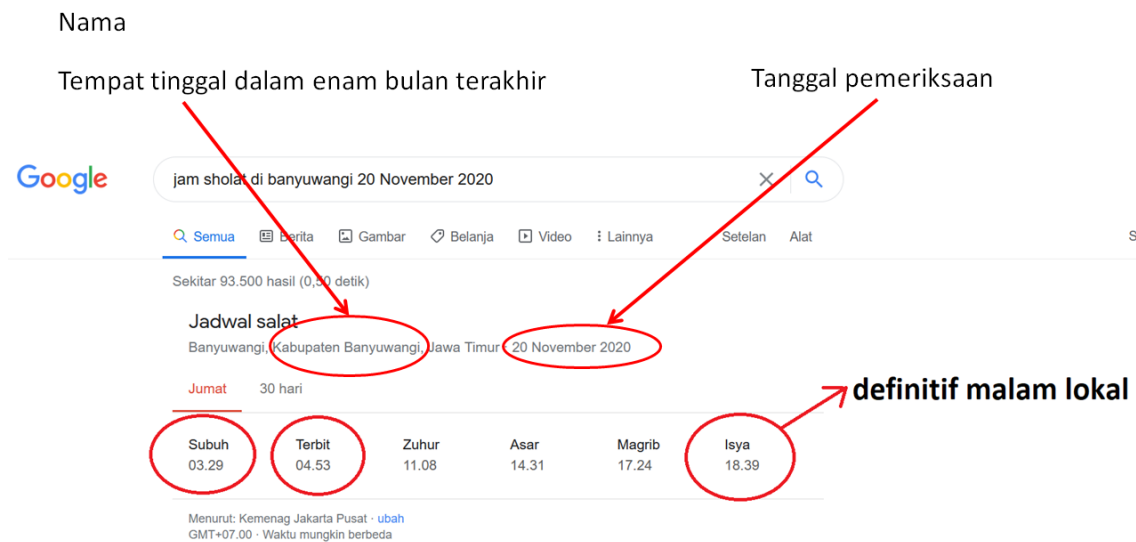 Nama
Tempat tinggal dalam enam bulan terakhir
Tanggal pemeriksaan
Google
jam sholat di banyuwangi 20 November 2020
Semua Berita Gambar Belanja Video Lainnya Setelan Alat
S
Sekitar 93.500 hasil (0,50 detik)
Jadwal salat
Banyuwangi, Kabupaten Banyuwangi, Jawa Timur · 20 November 2020
Jumat 30 hari
definitif malam lokal
Subuh Terbit Zuhur Asar Magrib Isya
03.29 04.53 11.08 14.31 17.24 18.39
Menurut: Kemenag Jakarta Pusat · ubah
GMT+07.00 · Waktu mungkin berbeda